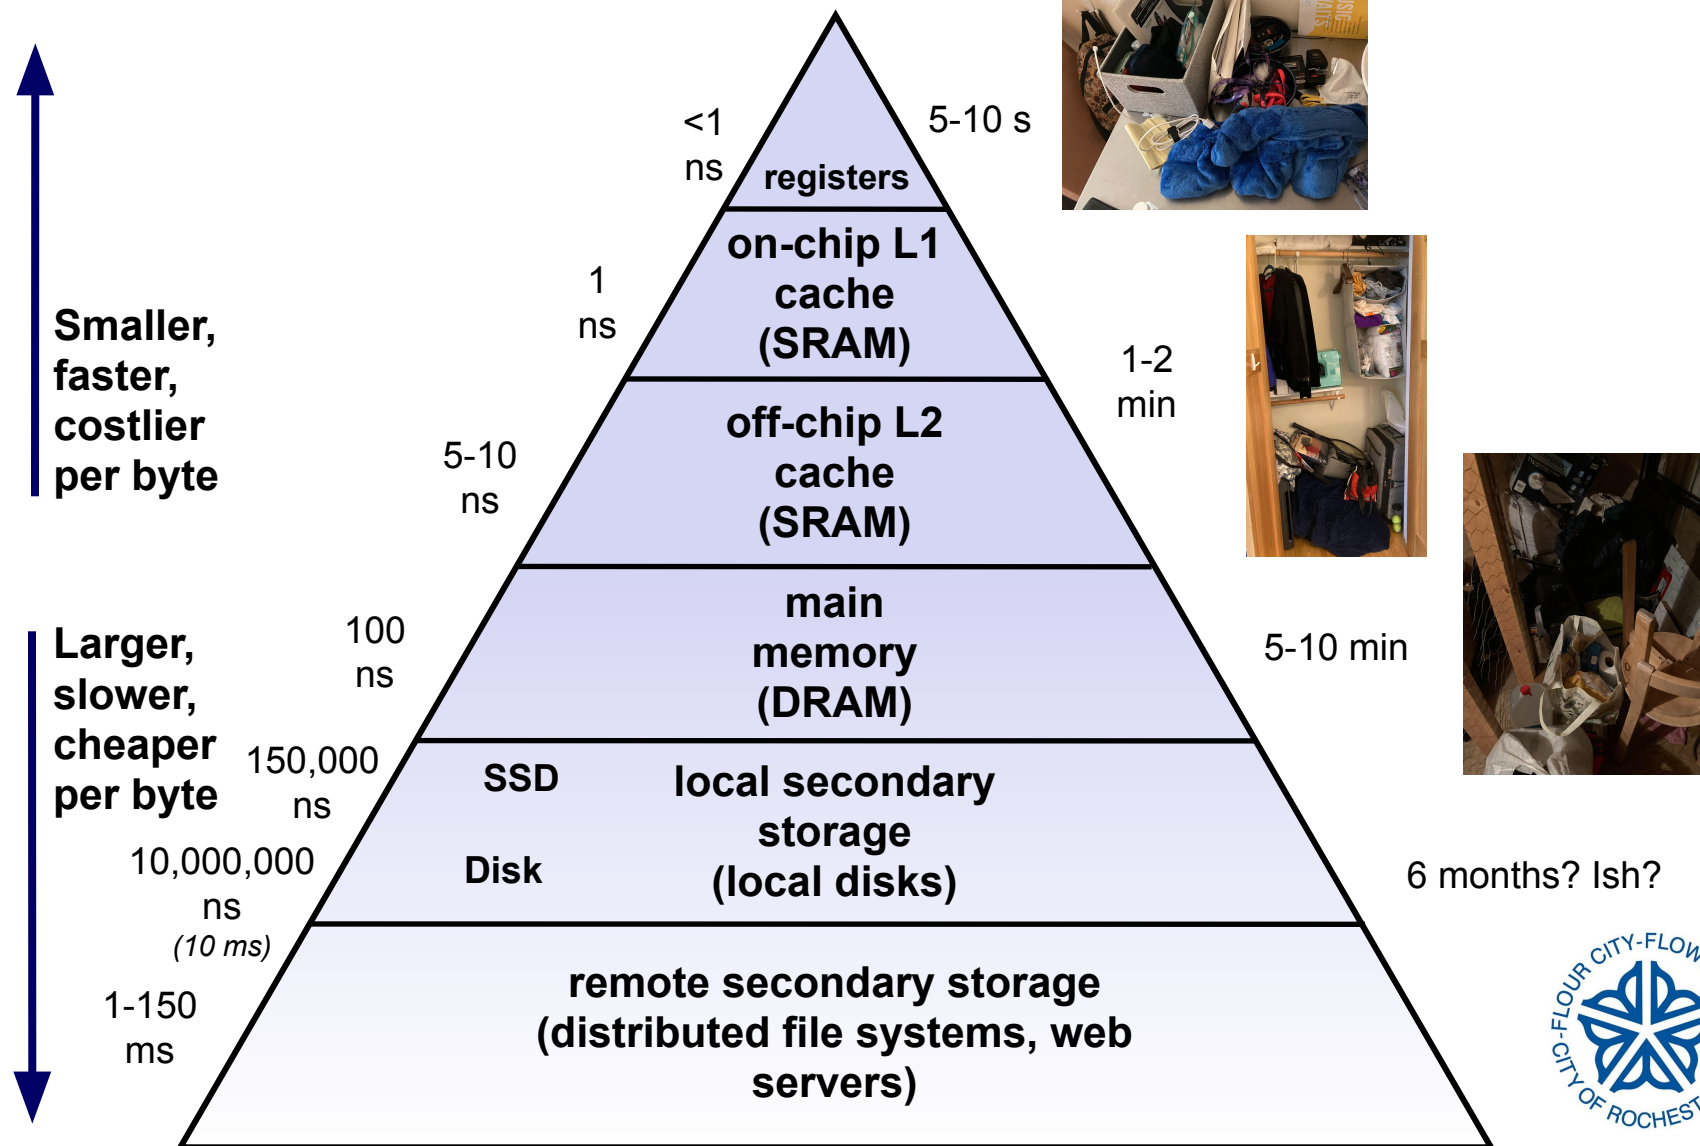 <1
ns
5-10 s
registers
on-chip L1
cache
(SRAM)
1
ns
Smaller,
faster,
costlier
per byte
1-2
min
off-chip L2
cache
(SRAM)
5-10
ns
main
memory
(DRAM)
100
ns
5-10 min
Larger,
slower,
cheaper
per byte
150,000
ns
SSD
local secondary
storage
(local disks)
10,000,000
ns
(10 ms)
Disk
6 months? Ish?
remote secondary storage
(distributed file systems, web
servers)
1-150
ms
FLOUR CITY-FLOW
CITY OF ROCHEST